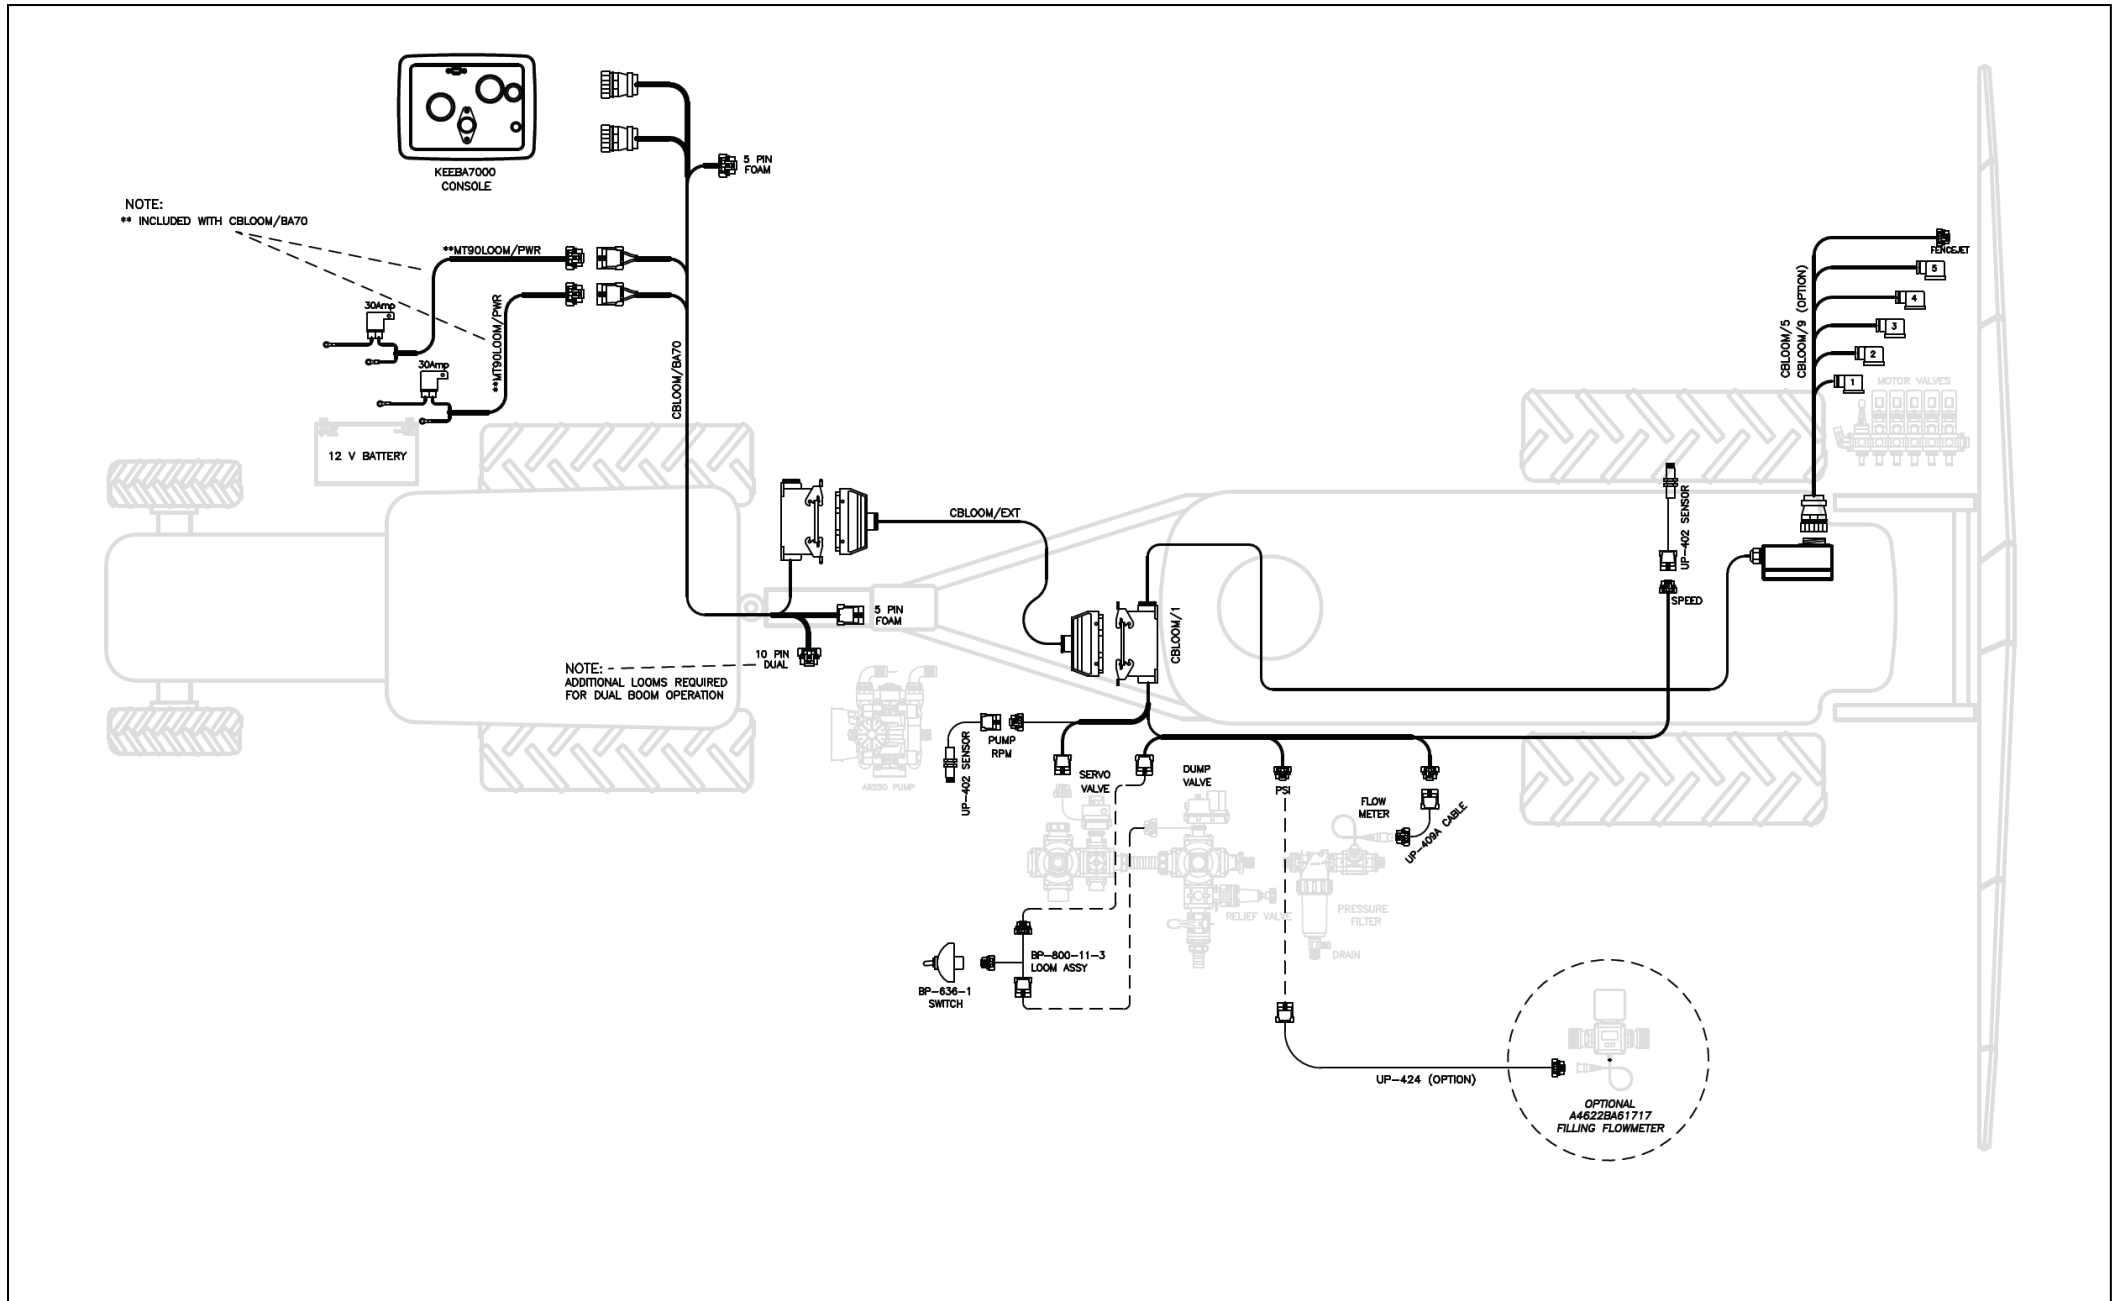 KEEBA7000
CONSOLE
5 PIN
FOAM
NOTE:
** INCLUDED WITH CBLOOM/BA70
**MT90LOOM/PWR
**MT90LOOM/PWR
30Amp
30Amp
CBLOOM/BA70
12 V BATTERY
CBLOOM/EXT
5 PIN
FOAM
10 PIN
DUAL
NOTE:
ADDITIONAL LOOMS REQUIRED
FOR DUAL BOOM OPERATION
CBLOOM/1
FENCEJET
5
4
3
2
1
CBLOOM/5
CBLOOM/9 (OPTION)
MOTOR VALVES
UP-402 SENSOR
SPEED
PUMP
RPM
UP-402 SENSOR
AR250 PUMP
SERVO
VALVE
DUMP
VALVE
PSI
FLOW
METER
UP-409A CABLE
RELIEF VALVE
PRESSURE
FILTER
DRAIN
BP-800-11-3
LOOM ASSY
BP-636-1
SWITCH
UP-424 (OPTION)
OPTIONAL
A4622BA61717
FILLING FLOWMETER